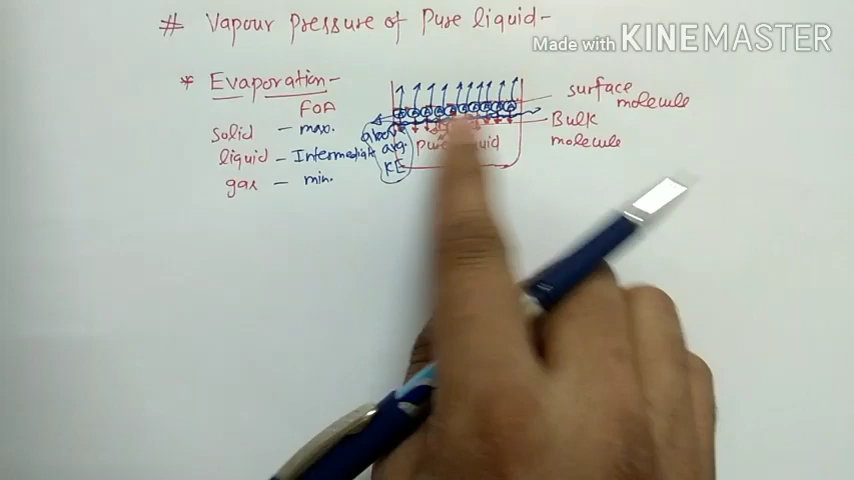 # Vapour Pressure of Pure liquid-
Made with KINEMASTER
* Evaporation-
FOA
solid - max.
liquid - Intermediate
gas - min.
avg.
KE
surface molecule
Bulk molecule